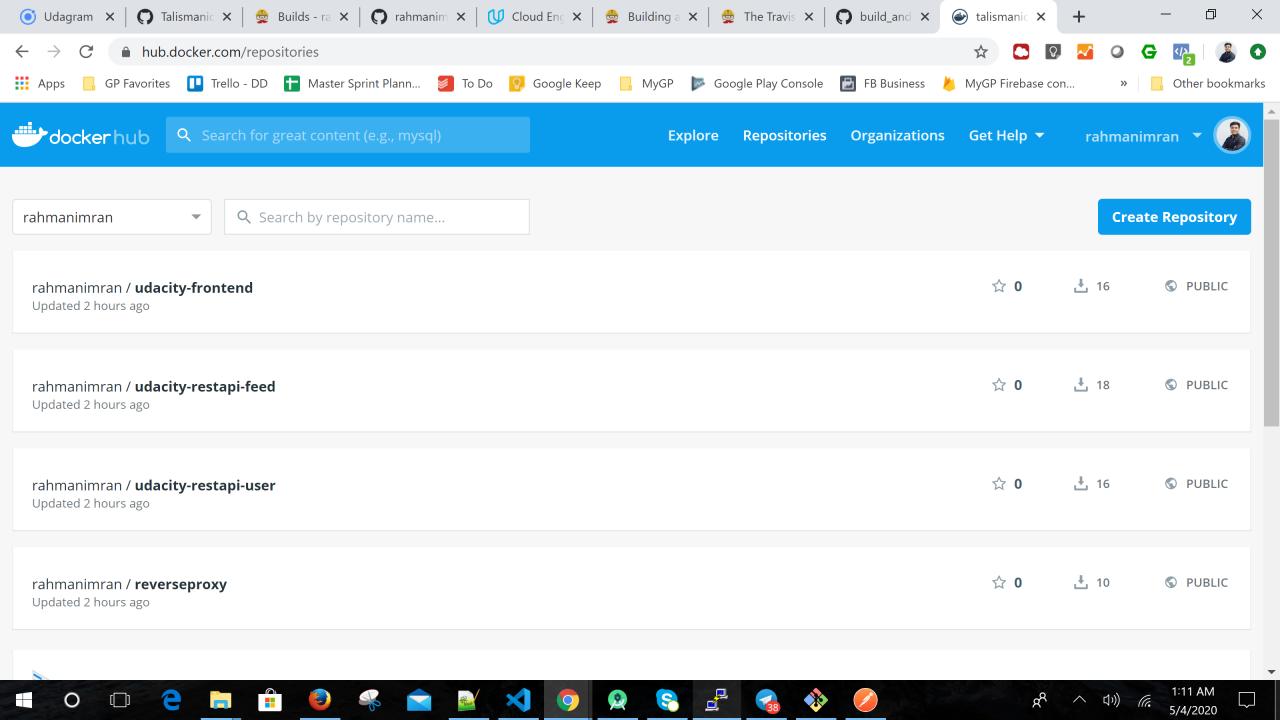 Udagram
Talismanic
Builds - ra
rahmanim
Cloud Eng
Building a
The Travis
build_and
talismanic
hub.docker.com/repositories
2
Apps
GP Favorites
Trello - DD
Master Sprint Plann...
To Do
Google Keep
MyGP
Google Play Console
FB Business
MyGP Firebase con...
»
Other bookmarks
dockerhub
Search for great content (e.g., mysql)
Explore
Repositories
Organizations
Get Help
rahmanimran
rahmanimran
Search by repository name...
Create Repository
rahmanimran / udacity-frontend
0
16
PUBLIC
Updated 2 hours ago
rahmanimran / udacity-restapi-feed
0
18
PUBLIC
Updated 2 hours ago
rahmanimran / udacity-restapi-user
0
16
PUBLIC
Updated 2 hours ago
rahmanimran / reverseproxy
0
10
PUBLIC
Updated 2 hours ago
38
1:11 AM
5/4/2020